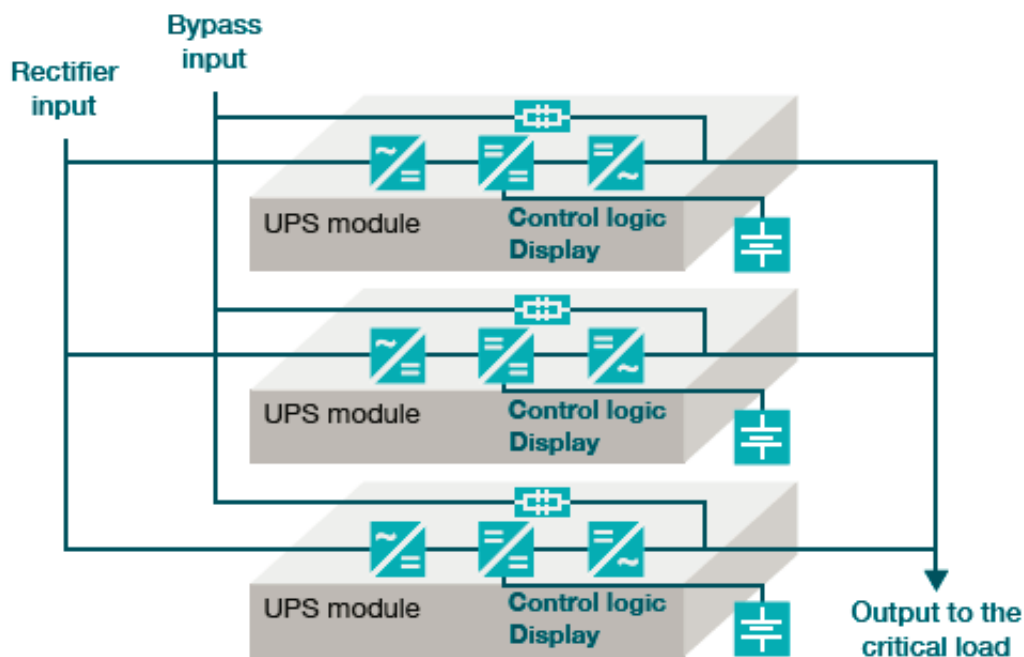 Bypass
input
Rectifier
input
UPS module
Control logic
Display
UPS module
Control logic
Display
UPS module
Control logic
Display
Output to the
critical load